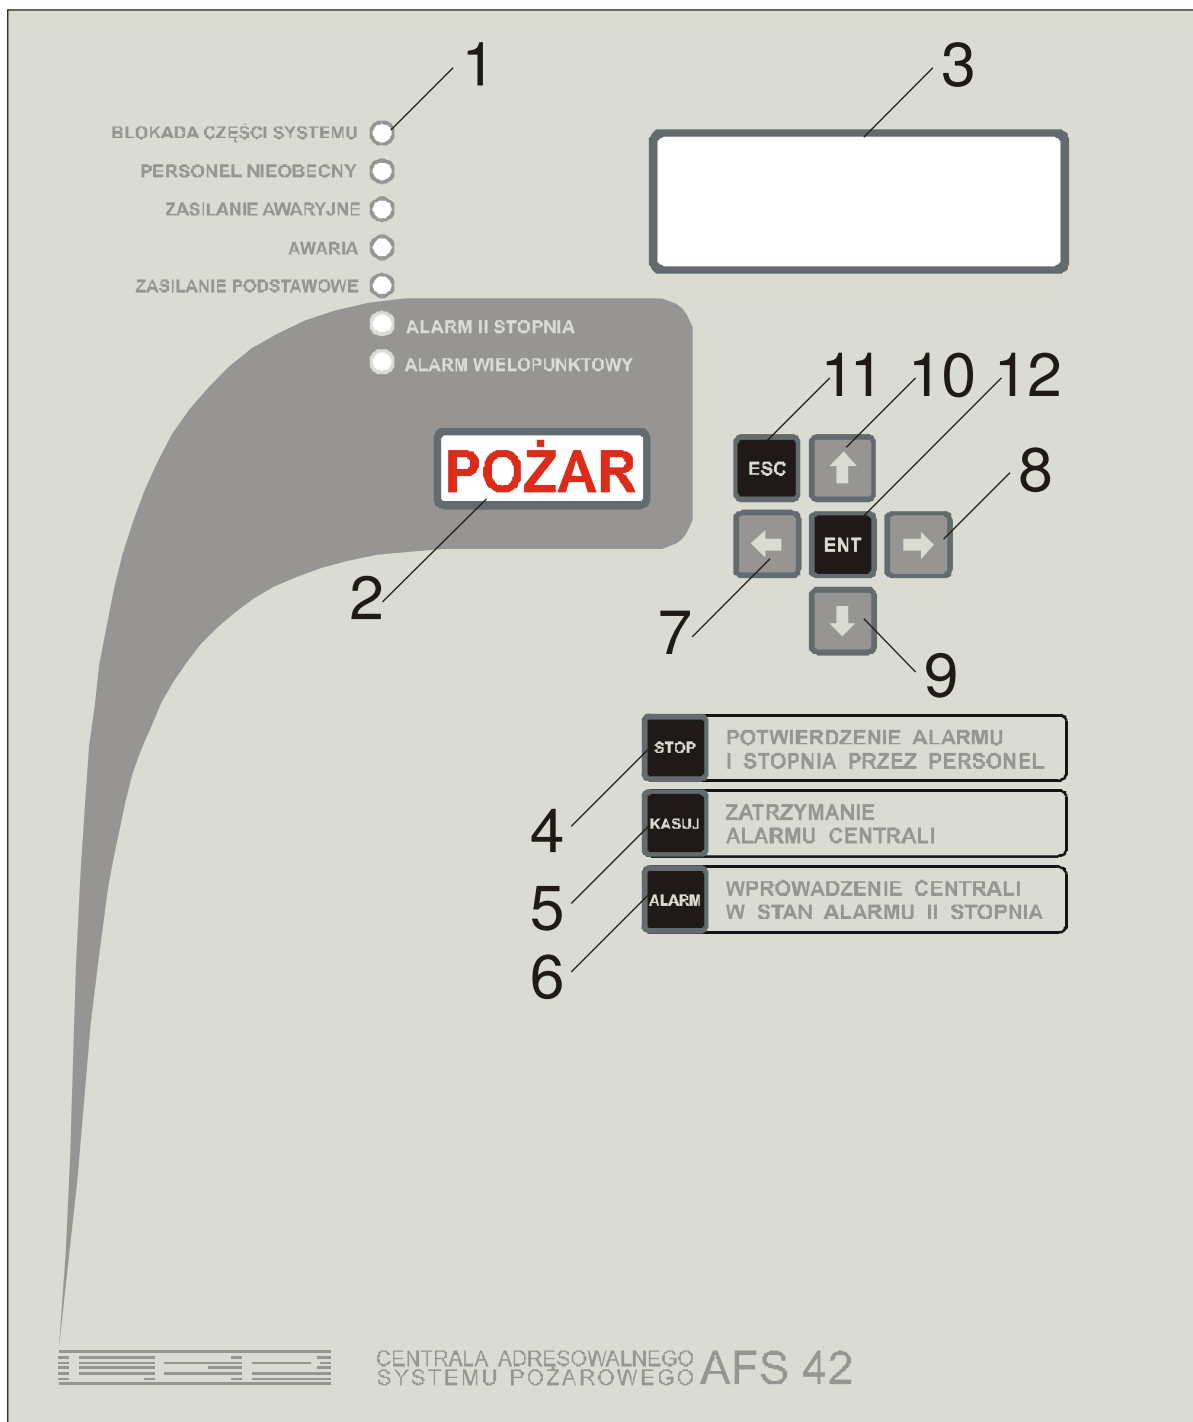 1
3
BLOKADA CZĘŚCI SYSTEMU
PERSONEL NIEOBECNY
ZASILANIE AWARYJNE
AWARIA
ZASILANIE PODSTAWOWE
ALARM II STOPNIA
ALARM WIELOPUNKTOWY
POŻAR
2
11
10
12
ESC
8
ENT
7
9
STOP
POTWIERDZENIE ALARMU
I STOPNIA PRZEZ PERSONEL
4
KASUJ
ZATRZYMANIE
ALARMU CENTRALI
5
ALARM
WPROWADZENIE CENTRALI
W STAN ALARMU II STOPNIA
6
CENTRALA ADRESOWALNEGO
SYSTEMU POŻAROWEGO
AFS 42